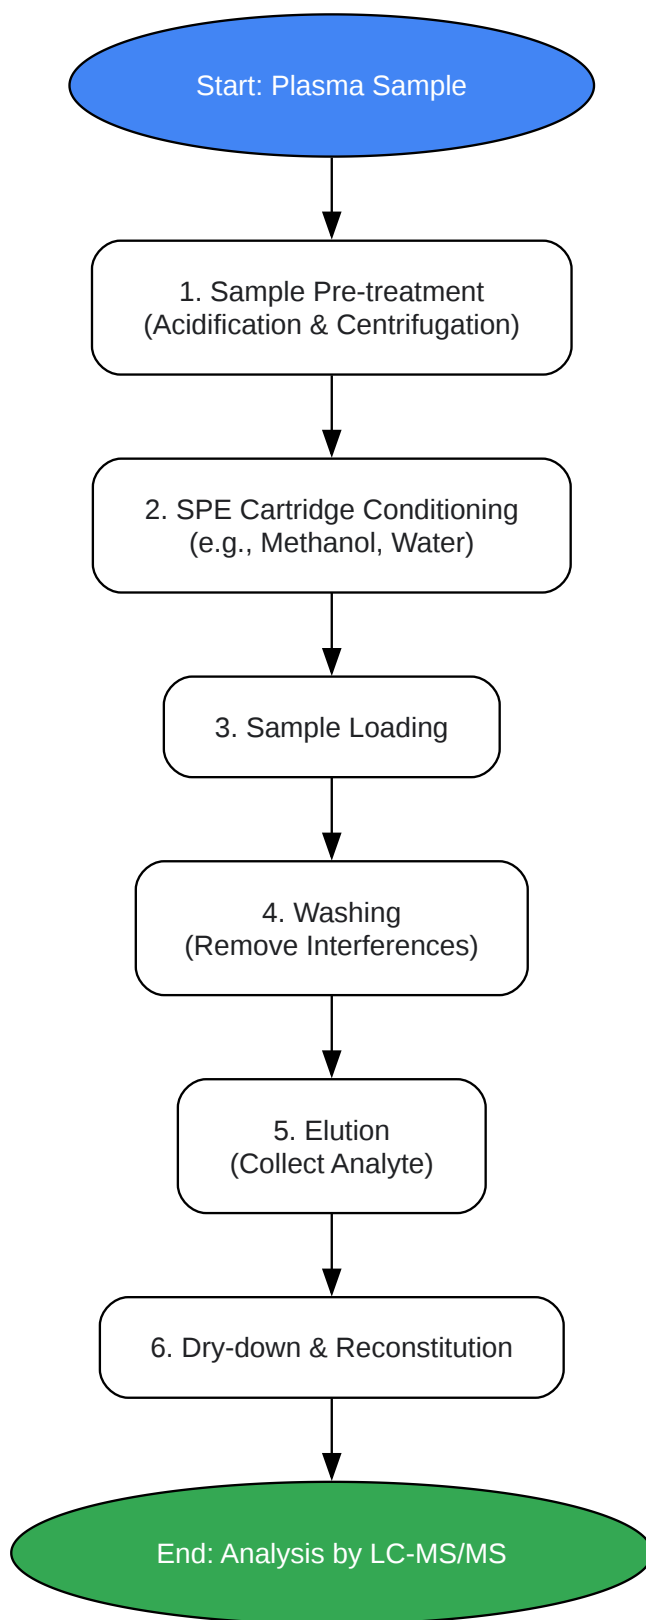 Start: Plasma Sample
1. Sample Pre-treatment
(Acidification & Centrifugation)
2. SPE Cartridge Conditioning
(e.g., Methanol, Water)
3. Sample Loading
4. Washing
(Remove Interferences)
5. Elution
(Collect Analyte)
6. Dry-down & Reconstitution
End: Analysis by LC-MS/MS